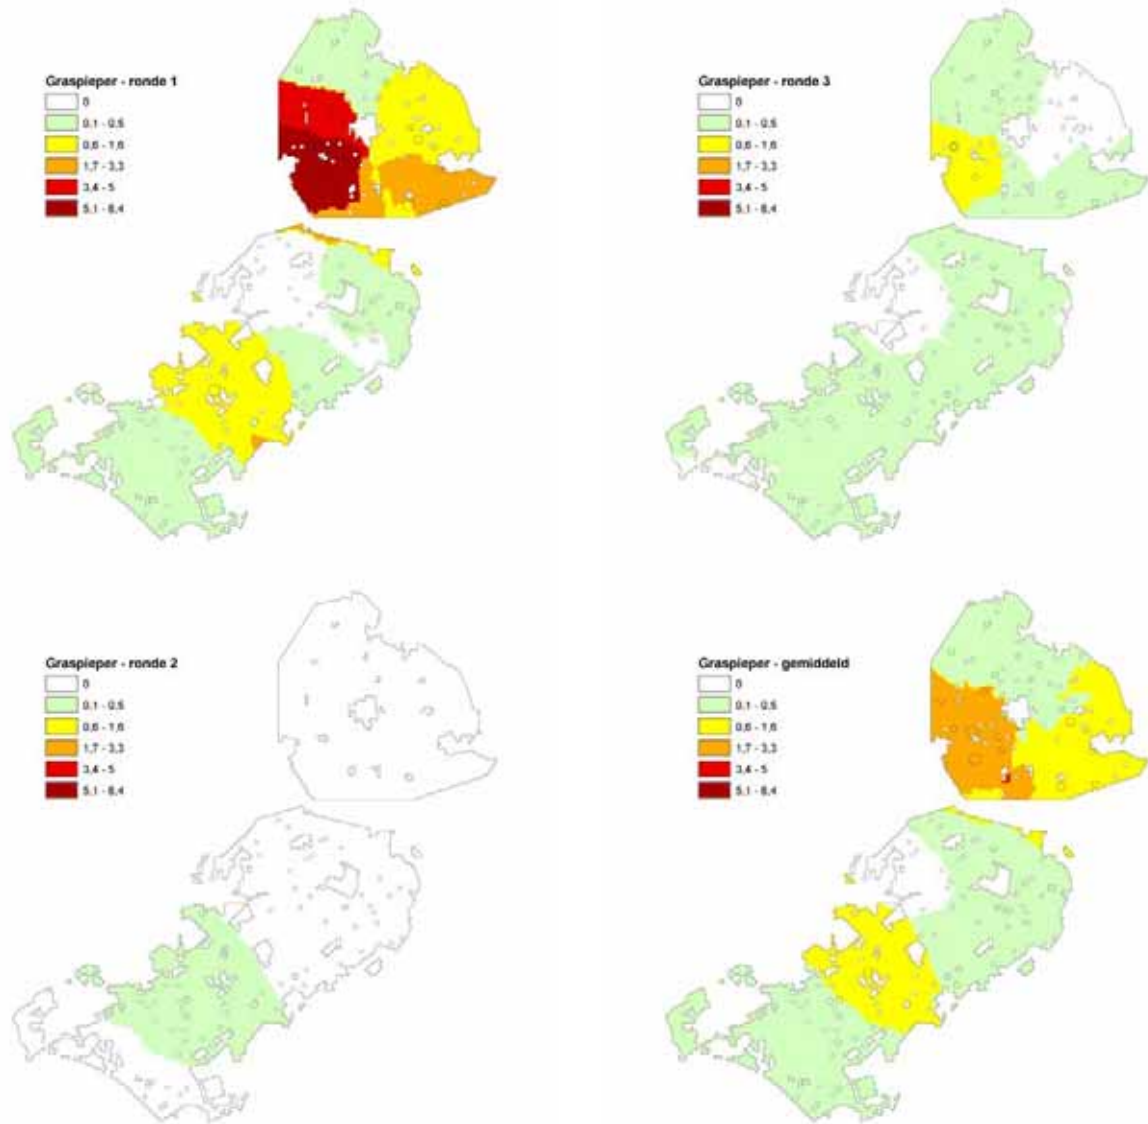 Graspieper - ronde 1
0
0,1 - 0,5
0,6 - 1,6
1,7 - 3,3
3,4 - 5
5,1 - 8,4
Graspieper - ronde 3
0
0,1 - 0,5
0,6 - 1,6
1,7 - 3,3
3,4 - 5
5,1 - 8,4
Graspieper - ronde 2
0
0,1 - 0,5
0,6 - 1,6
1,7 - 3,3
3,4 - 5
5,1 - 8,4
Graspieper - gemiddeld
0
0,1 - 0,5
0,6 - 1,6
1,7 - 3,3
3,4 - 5
5,1 - 8,4